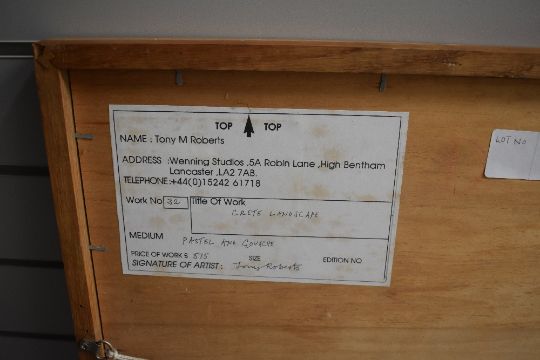 TOP TOP
NAME : Tony M Roberts
ADDRESS :Wenning Studios .5A Robin Lane ,High Bentham
Lancaster ,LA2 7AB.
TELEPHONE:+44(0)15242 61718
Work No 32 Title Of Work
CRETE LANDSCAPE
MEDIUM PASTEL AND GOUACHE
PRICE OF WORK £ 515 SIZE EDITION NO
SIGNATURE OF ARTIST : Tony Roberts
LOT NO